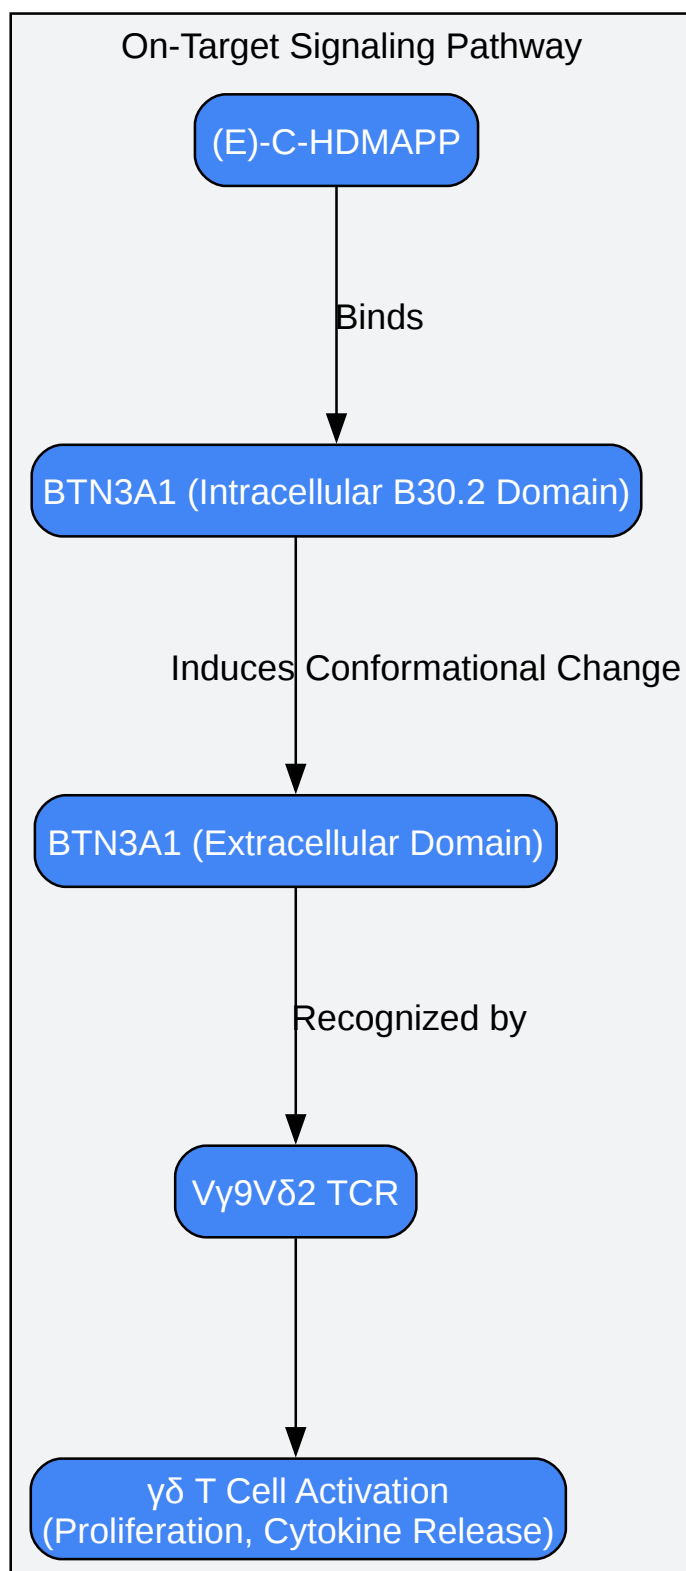 On-Target Signaling Pathway
(E)-C-HDMAPP
Binds
BTN3A1 (Intracellular B30.2 Domain)
Induces Conformational Change
BTN3A1 (Extracellular Domain)
Recognized by
Vγ9Vδ2 TCR
γδ T Cell Activation
(Proliferation, Cytokine Release)